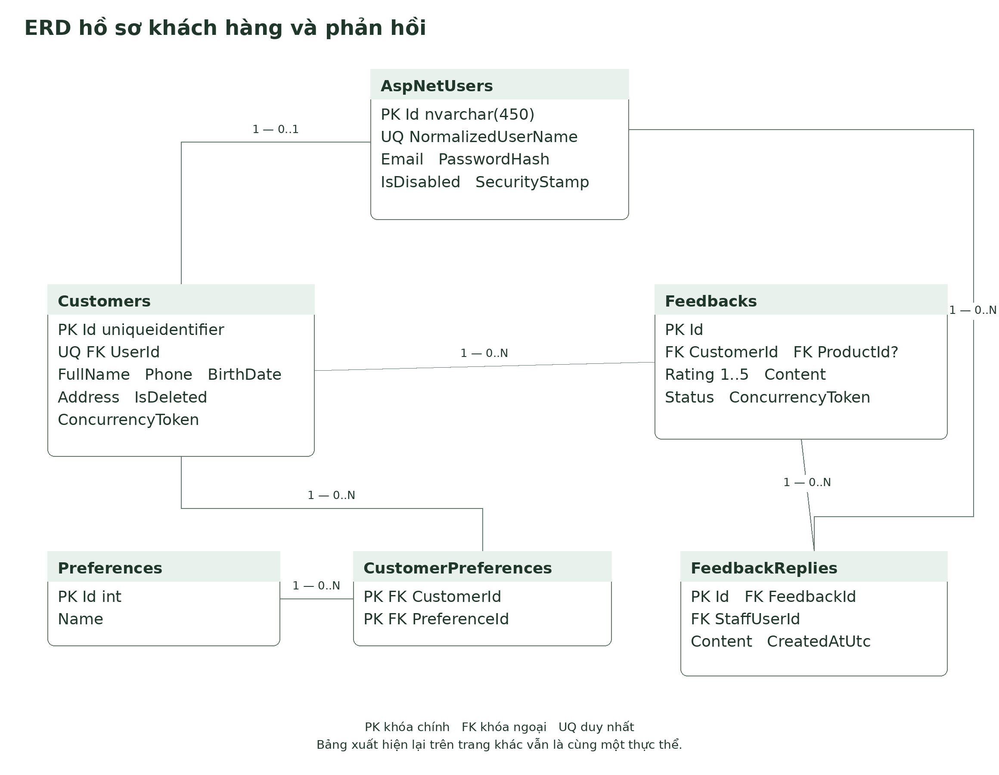 ERD hồ sơ khách hàng và phản hồi
AspNetUsers
PK Id nvarchar(450)
UQ NormalizedUserName
Email PasswordHash
IsDisabled SecurityStamp
1 — 0..1
1 — 0..N
Customers
PK Id uniqueidentifier
UQ FK UserId
FullName Phone BirthDate
Address IsDeleted
ConcurrencyToken
1 — 0..N
Feedbacks
PK Id
FK CustomerId FK ProductId?
Rating 1..5 Content
Status ConcurrencyToken
1 — 0..N
1 — 0..N
Preferences
PK Id int
Name
1 — 0..N
CustomerPreferences
PK FK CustomerId
PK FK PreferenceId
FeedbackReplies
PK Id FK FeedbackId
FK StaffUserId
Content CreatedAtUtc
PK khóa chính FK khóa ngoại UQ duy nhất
Bảng xuất hiện lại trên trang khác vẫn là cùng một thực thể.